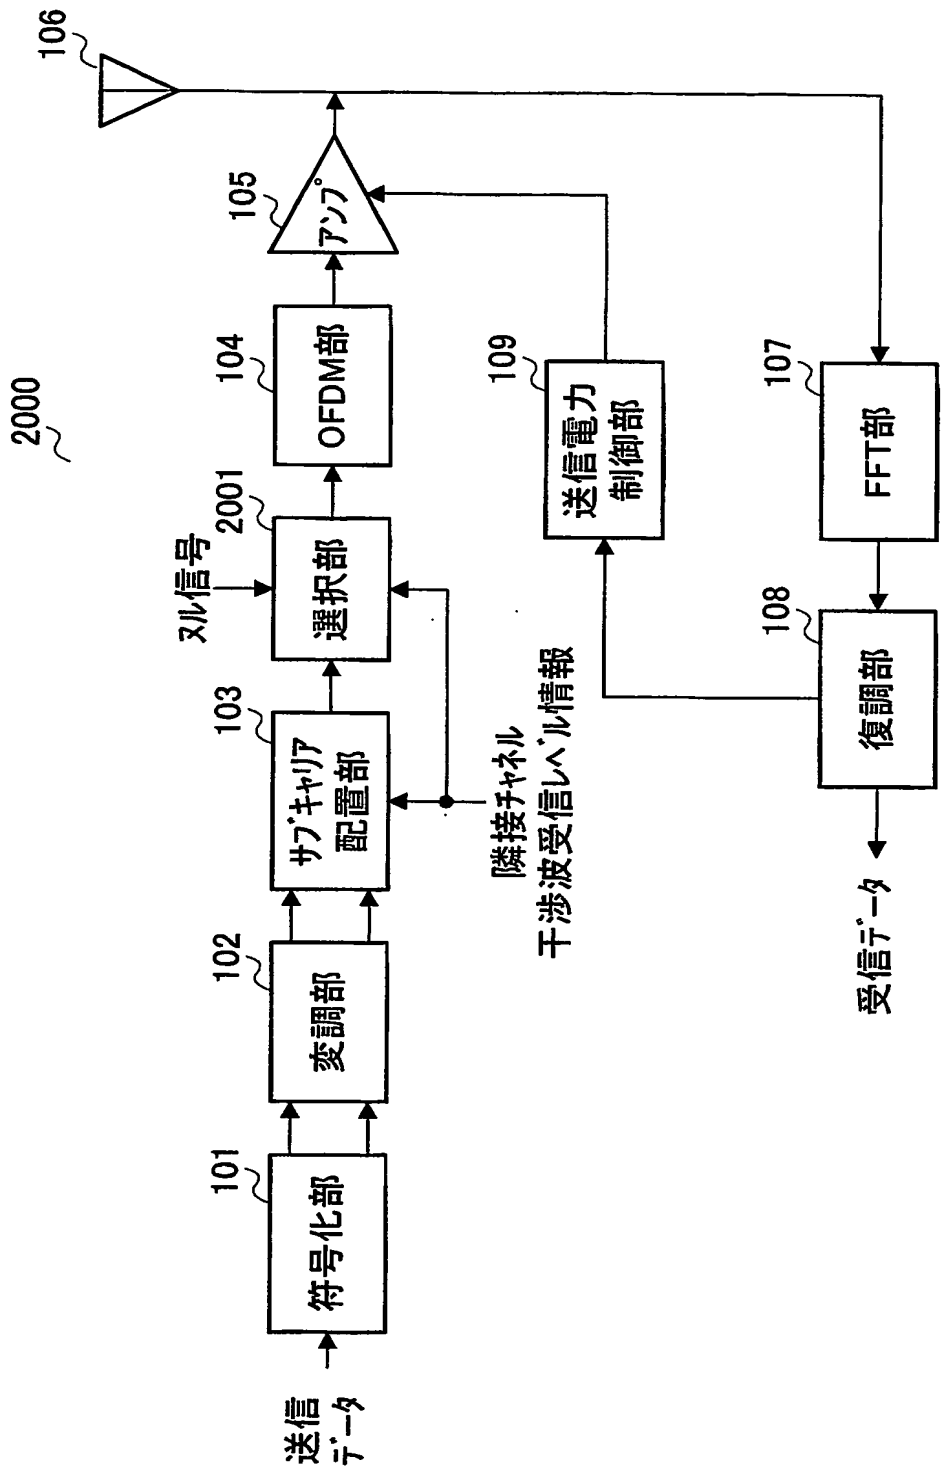 2000
送信
データ
101
符号化部
102
変調部
103
サブキャリア
配置部
ヌル信号
2001
選択部
104
OFDM部
105
アンプ
106
隣接チャネル
干渉波受信レベル情報
109
送信電力
制御部
107
FFT部
108
復調部
受信データ